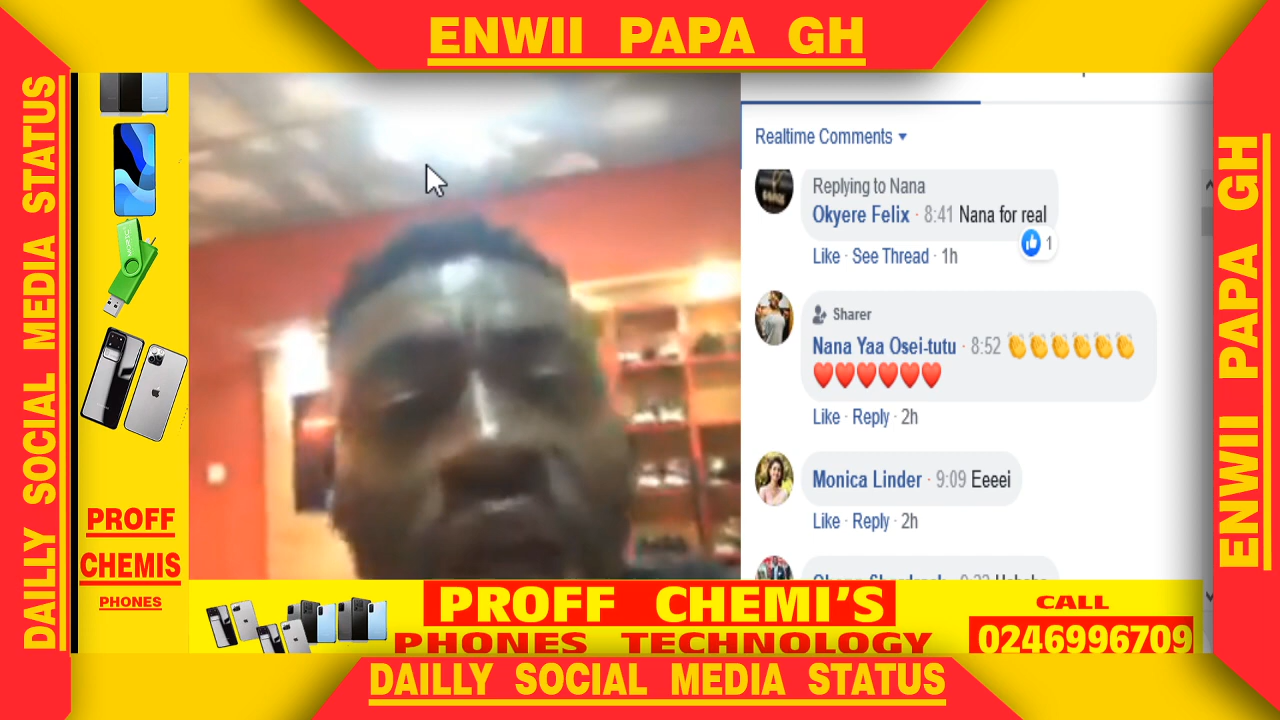 ENWII PAPA GH
DAILLY SOCIAL MEDIA STATUS
ENWII PAPA GH
Realtime Comments
Replying to Nana
Okyere Felix · 8:41 Nana for real
1
Like · See Thread · 1h
Sharer
Nana Yaa Osei-tutu · 8:52 👏👏👏👏👏👏
❤️❤️❤️❤️❤️❤️
Like · Reply · 2h
Monica Linder · 9:09 Eeeei
Like · Reply · 2h
PROFF
CHEMIS
PHONES
PROFF CHEMI'S
PHONES TECHNOLOGY
CALL
0246996709
DAILLY SOCIAL MEDIA STATUS